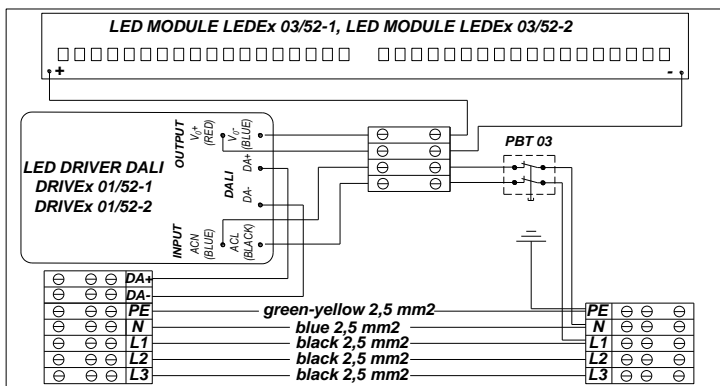 LED MODULE LEDEx 03/52-1, LED MODULE LEDEx 03/52-2
+
-
LED DRIVER DALI
DRIVEx 01/52-1
DRIVEx 01/52-2
OUTPUT
V0+
(RED)
V0-
(BLUE)
DALI
DA+
DA-
INPUT
ACN
(BLUE)
ACL
(BLACK)
PBT 03
DA+
DA-
PE green-yellow 2,5 mm2 PE
N blue 2,5 mm2 N
L1 black 2,5 mm2 L1
L2 black 2,5 mm2 L2
L3 black 2,5 mm2 L3